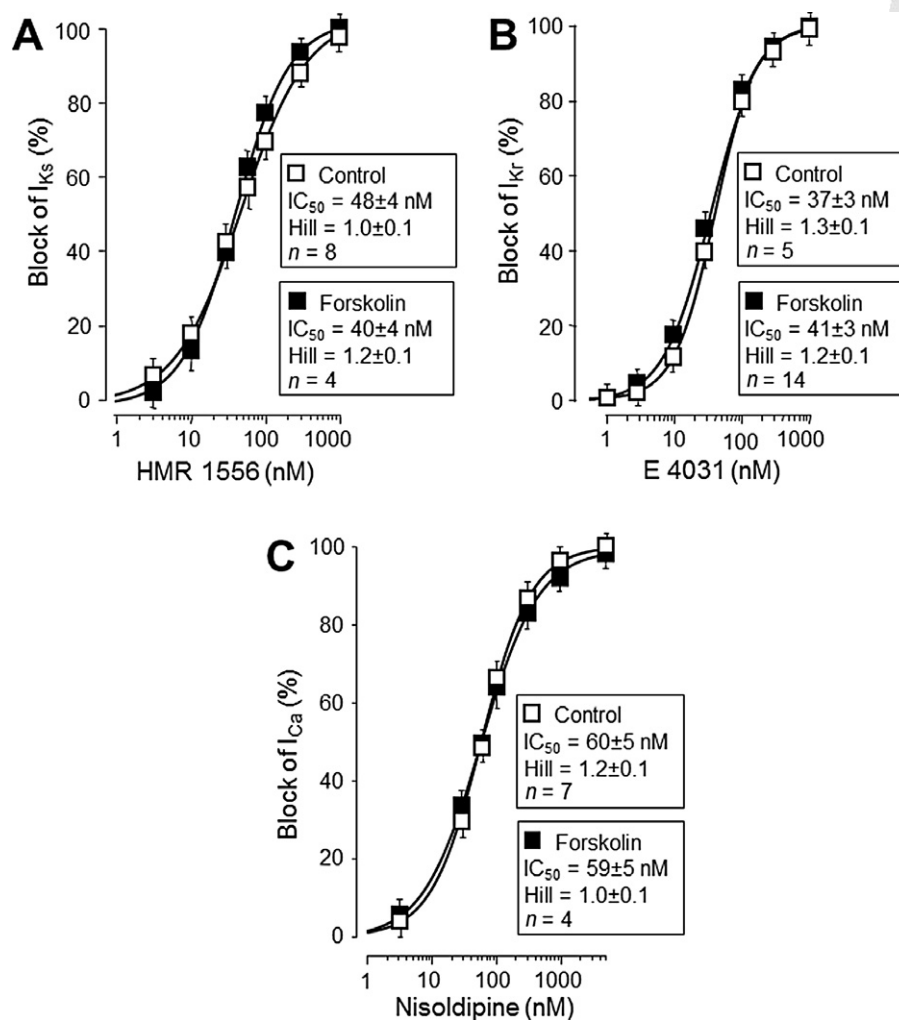 A
Block of I_Ks (%)
100
80
60
40
20
0
1 10 100 1000
HMR 1556 (nM)
Control
IC50 = 48±4 nM
Hill = 1.0±0.1
n = 8
Forskolin
IC50 = 40±4 nM
Hill = 1.2±0.1
n = 4
B
Block of I_Kr (%)
100
80
60
40
20
0
1 10 100 1000
E 4031 (nM)
Control
IC50 = 37±3 nM
Hill = 1.3±0.1
n = 5
Forskolin
IC50 = 41±3 nM
Hill = 1.2±0.1
n = 14
C
Block of I_Ca (%)
100
80
60
40
20
0
1 10 100 1000
Nisoldipine (nM)
Control
IC50 = 60±5 nM
Hill = 1.2±0.1
n = 7
Forskolin
IC50 = 59±5 nM
Hill = 1.0±0.1
n = 4